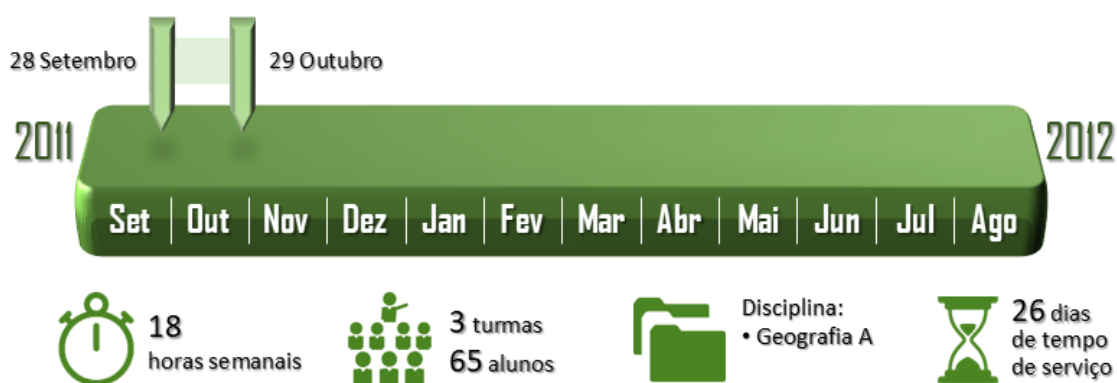 28 Setembro
29 Outubro
2011
2012
Set Out Nov Dez Jan Fev Mar Abr Mai Jun Jul Ago
18
horas semanais
3 turmas
65 alunos
Disciplina:
• Geografia A
26 dias
de tempo
de serviço